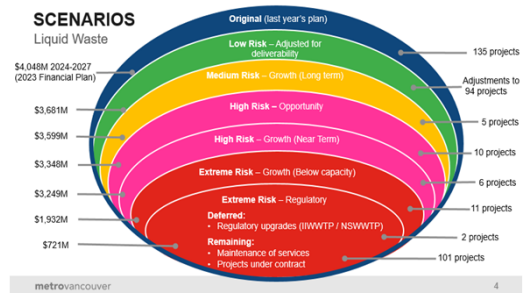 SCENARIOS
Liquid Waste
Original (last year's plan)
Low Risk – Adjusted for
deliverability
Medium Risk – Growth (Long term)
High Risk – Opportunity
High Risk – Growth (Near Term)
Extreme Risk – Growth (Below capacity)
Extreme Risk – Regulatory
Deferred:
• Regulatory upgrades (IIWWTP / NSWWTP)
Remaining:
• Maintenance of services
• Projects under contract
$4,048M 2024-2027
(2023 Financial Plan)
$3,681M
$3,599M
$3,348M
$3,249M
$1,932M
$721M
135 projects
Adjustments to
94 projects
5 projects
10 projects
6 projects
11 projects
2 projects
101 projects
metrovancouver
4